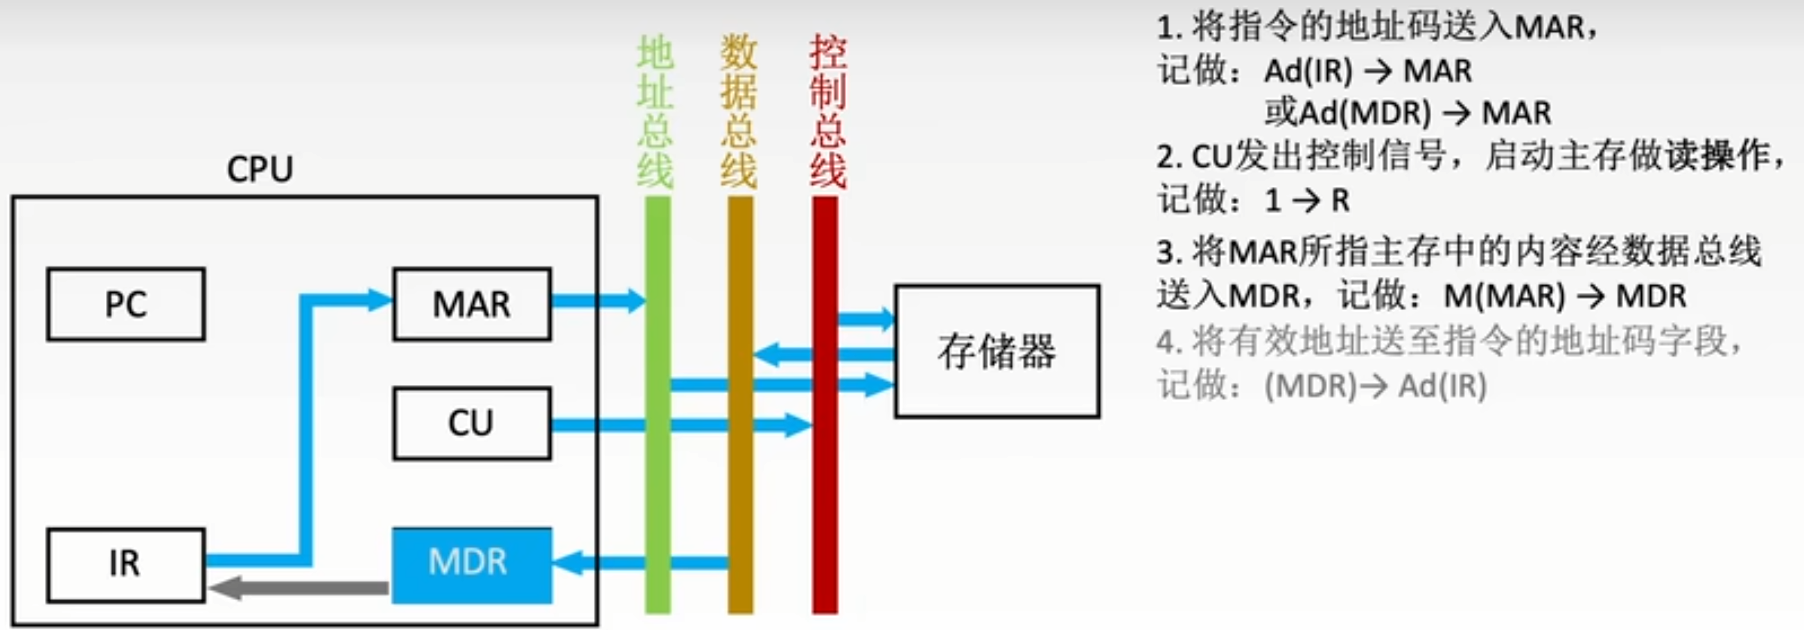 地址总线
数据总线
控制总线
CPU
PC
MAR
CU
IR
MDR
存储器
1. 将指令的地址码送入MAR，
记做：Ad(IR) → MAR
或Ad(MDR) → MAR
2. CU发出控制信号，启动主存做读操作，
记做：1 → R
3. 将MAR所指主存中的内容经数据总线
送入MDR，记做：M(MAR) → MDR
4. 将有效地址送至指令的地址码字段，
记做：(MDR)→ Ad(IR)